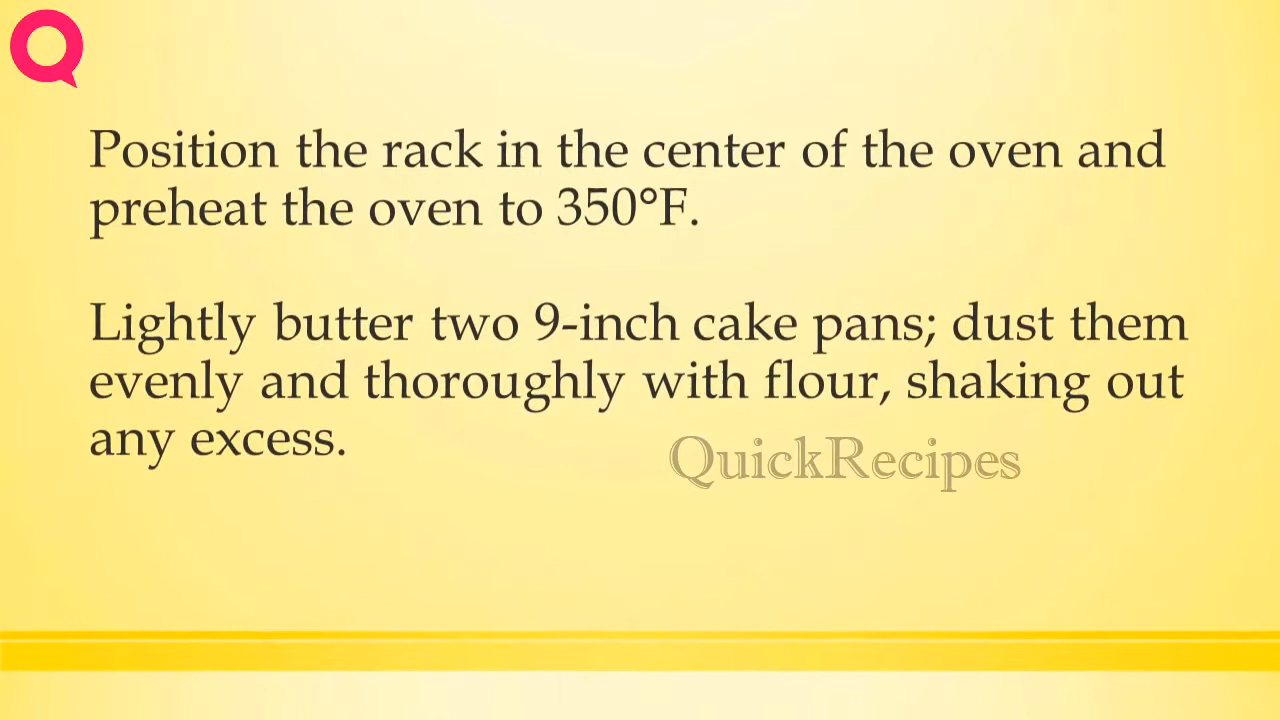 Position the rack in the center of the oven and
preheat the oven to 350°F.
Lightly butter two 9-inch cake pans; dust them
evenly and thoroughly with flour, shaking out
any excess.
QuickRecipes